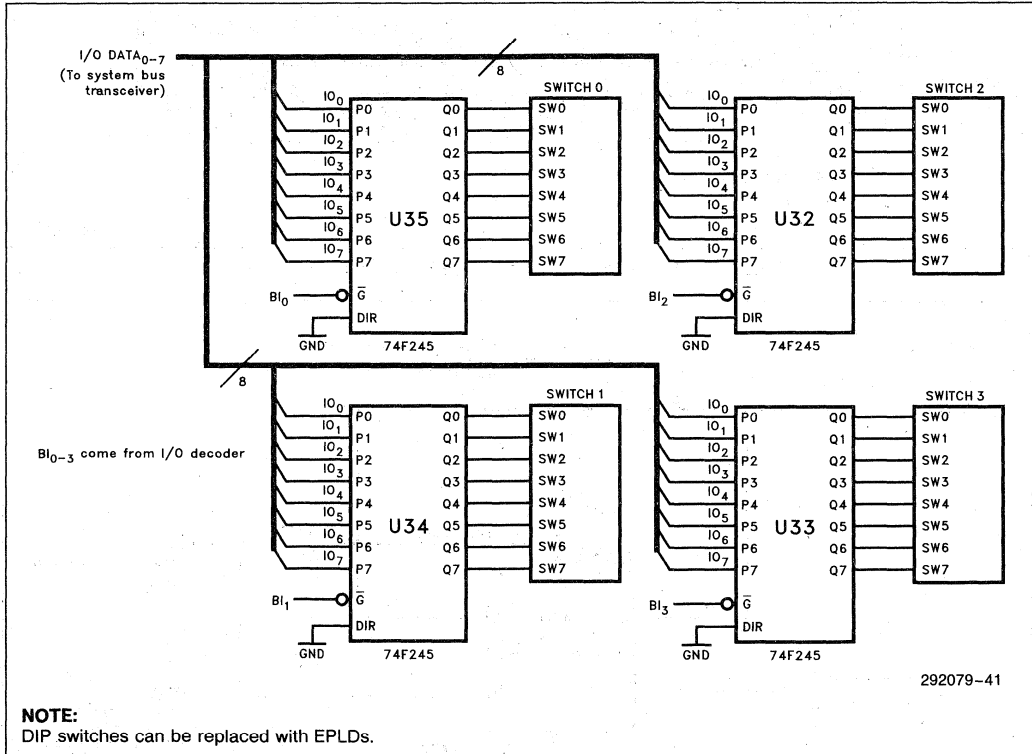 I/O DATA0-7
(To system bus
transceiver)
8
IO0 P0 Q0
IO1 P1 Q1
IO2 P2 Q2
IO3 P3 Q3
IO4 P4 Q4
IO5 P5 Q5
IO6 P6 Q6
IO7 P7 Q7
U35
BI0 G̅
DIR
GND
74F245
SWITCH 0
SW0
SW1
SW2
SW3
SW4
SW5
SW6
SW7
IO0 P0 Q0
IO1 P1 Q1
IO2 P2 Q2
IO3 P3 Q3
IO4 P4 Q4
IO5 P5 Q5
IO6 P6 Q6
IO7 P7 Q7
U32
BI2 G̅
DIR
GND
74F245
SWITCH 2
SW0
SW1
SW2
SW3
SW4
SW5
SW6
SW7
8
BI0-3 come from I/O decoder
IO0 P0 Q0
IO1 P1 Q1
IO2 P2 Q2
IO3 P3 Q3
IO4 P4 Q4
IO5 P5 Q5
IO6 P6 Q6
IO7 P7 Q7
U34
BI1 G̅
DIR
GND
74F245
SWITCH 1
SW0
SW1
SW2
SW3
SW4
SW5
SW6
SW7
IO0 P0 Q0
IO1 P1 Q1
IO2 P2 Q2
IO3 P3 Q3
IO4 P4 Q4
IO5 P5 Q5
IO6 P6 Q6
IO7 P7 Q7
U33
BI3 G̅
DIR
GND
74F245
SWITCH 3
SW0
SW1
SW2
SW3
SW4
SW5
SW6
SW7
292079-41
NOTE:
DIP switches can be replaced with EPLDs.